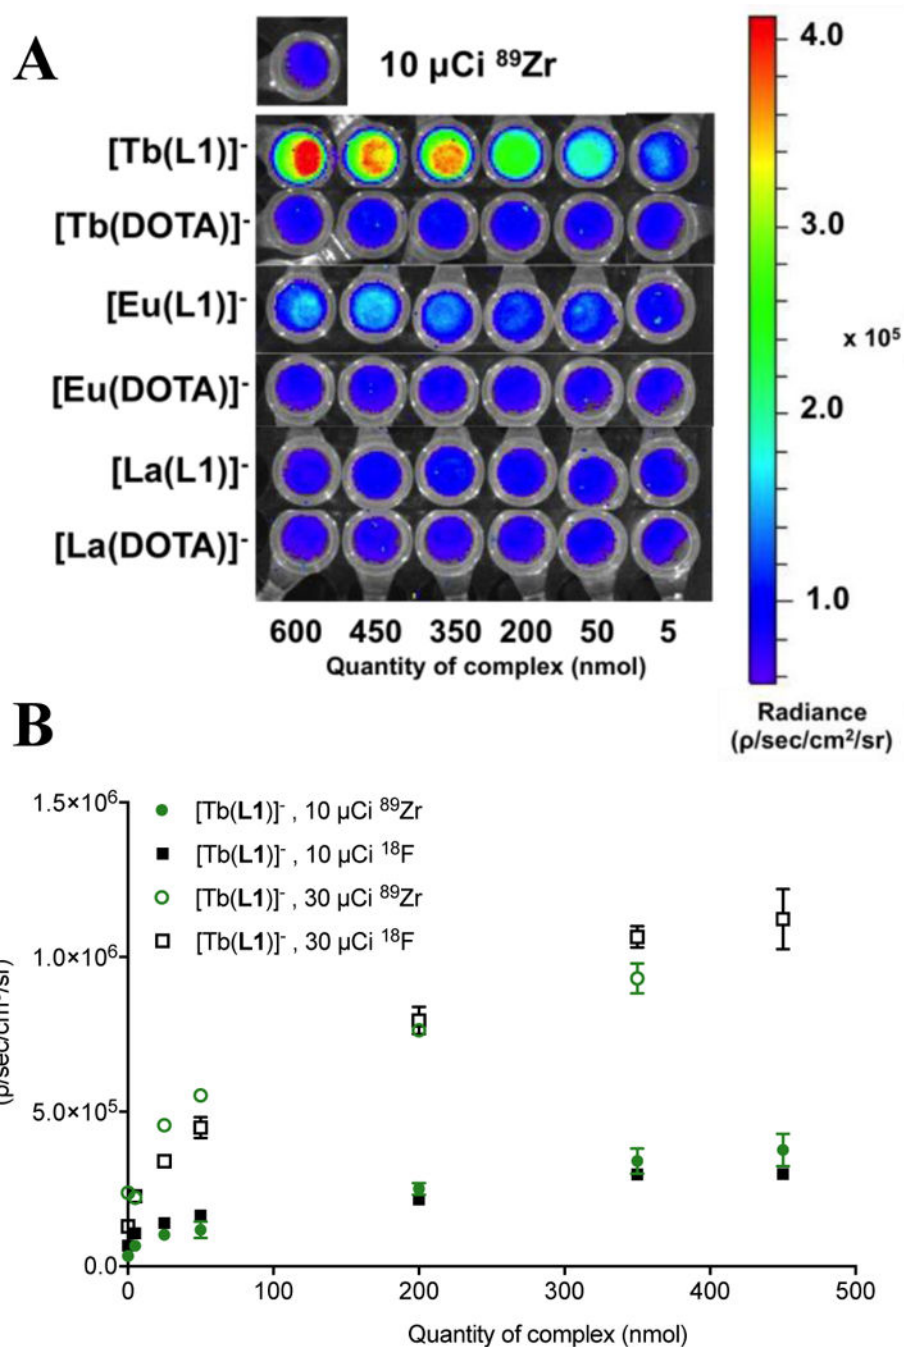 A
10 µCi ⁸⁹Zr
[Tb(L1)]⁻
[Tb(DOTA)]⁻
[Eu(L1)]⁻
[Eu(DOTA)]⁻
[La(L1)]⁻
[La(DOTA)]⁻
600 450 350 200 50 5
Quantity of complex (nmol)
4.0
3.0
x 10⁵
2.0
1.0
Radiance
(ρ/sec/cm²/sr)
B
1.5×10⁶
1.0×10⁶
5.0×10⁵
0.0
[Tb(L1)]⁻ , 10 µCi ⁸⁹Zr
[Tb(L1)]⁻ , 10 µCi ¹⁸F
[Tb(L1)]⁻ , 30 µCi ⁸⁹Zr
[Tb(L1)]⁻ , 30 µCi ¹⁸F
(ρ/sec/cm²/sr)
0 100 200 300 400 500
Quantity of complex (nmol)